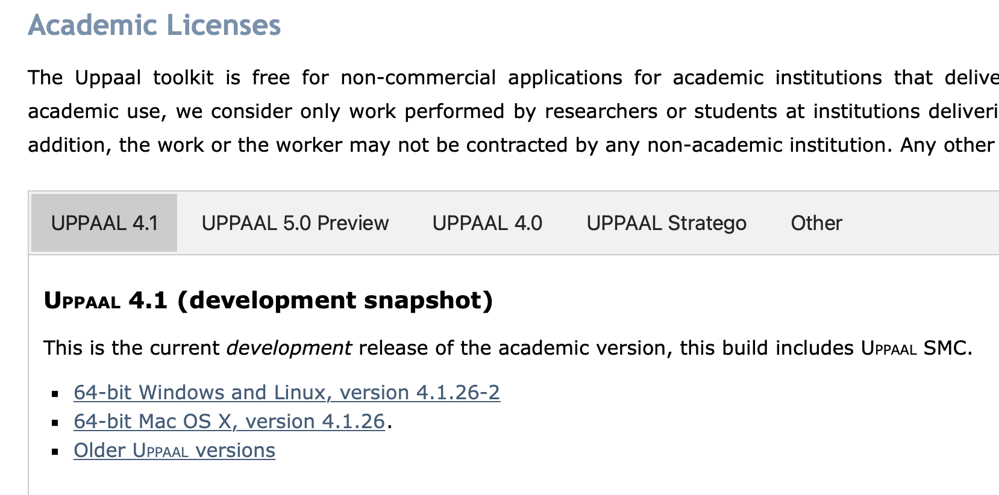 Academic Licenses
The Uppaal toolkit is free for non-commercial applications for academic institutions that delive
academic use, we consider only work performed by researchers or students at institutions deliveri
addition, the work or the worker may not be contracted by any non-academic institution. Any other
UPPAAL 4.1 UPPAAL 5.0 Preview UPPAAL 4.0 UPPAAL Stratego Other
UPPAAL 4.1 (development snapshot)
This is the current development release of the academic version, this build includes UPPAAL SMC.
▪ 64-bit Windows and Linux, version 4.1.26-2
▪ 64-bit Mac OS X, version 4.1.26.
▪ Older UPPAAL versions